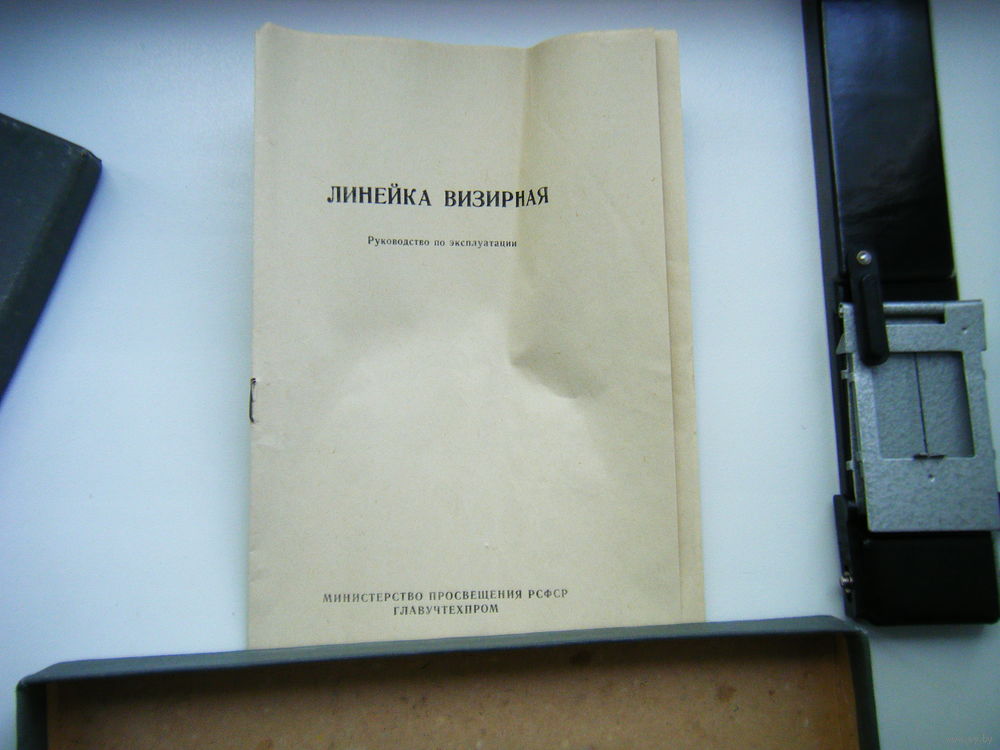 ЛИНЕЙКА ВИЗИРНАЯ
Руководство по эксплуатации
МИНИСТЕРСТВО ПРОСВЕЩЕНИЯ РСФСР
ГЛАВУЧТЕХПРОМ